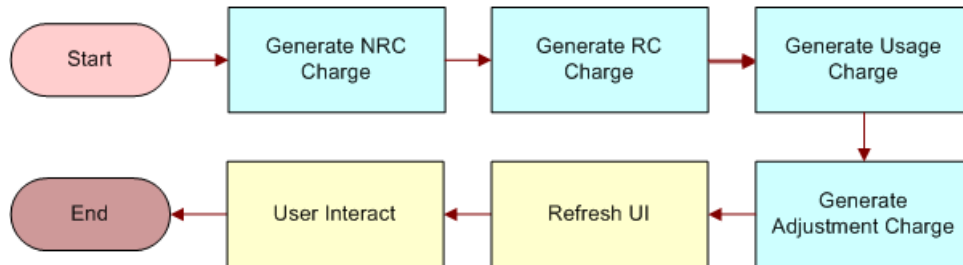 Start
Generate NRC
Charge
Generate RC
Charge
Generate Usage
Charge
End
User Interact
Refresh UI
Generate
Adjustment Charge